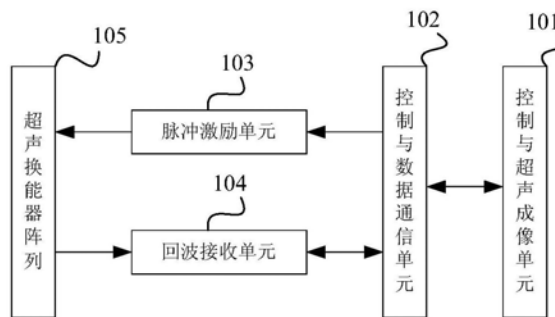 105
103
102
101
超声换能器阵列
脉冲激励单元
控制与数据通信单元
控制与超声成像单元
104
回波接收单元